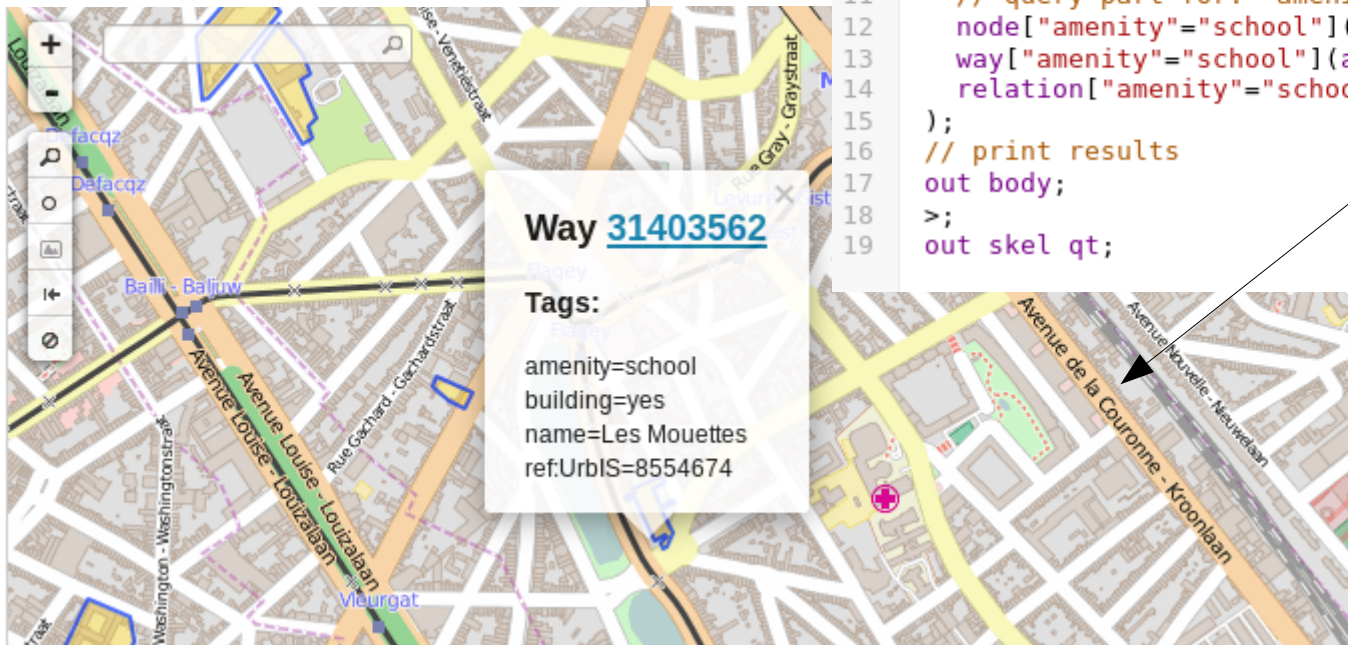 11 // query part for: "ameni
12 node["amenity"="school"](
13 way["amenity"="school"](a
14 relation["amenity"="schoo
15 );
16 // print results
17 out body;
18 >;
19 out skel qt;
+
-
Defacqz
Defacqz
Bailli - Baljuw
Avenue Louise - Louizalaan
Avenue Louise - Louizalaan
Rue Gachard - Gachardstraat
Washington - Washingtonstraat
Vleurgat
Rue Gray - Graystraat
Flagey
Flagey
Way 31403562
×
Tags:
amenity=school
building=yes
name=Les Mouettes
ref:UrbIS=8554674
Avenue de la Couronne - Kroonlaan
Avenue Nouvelle - Nieuwelaan